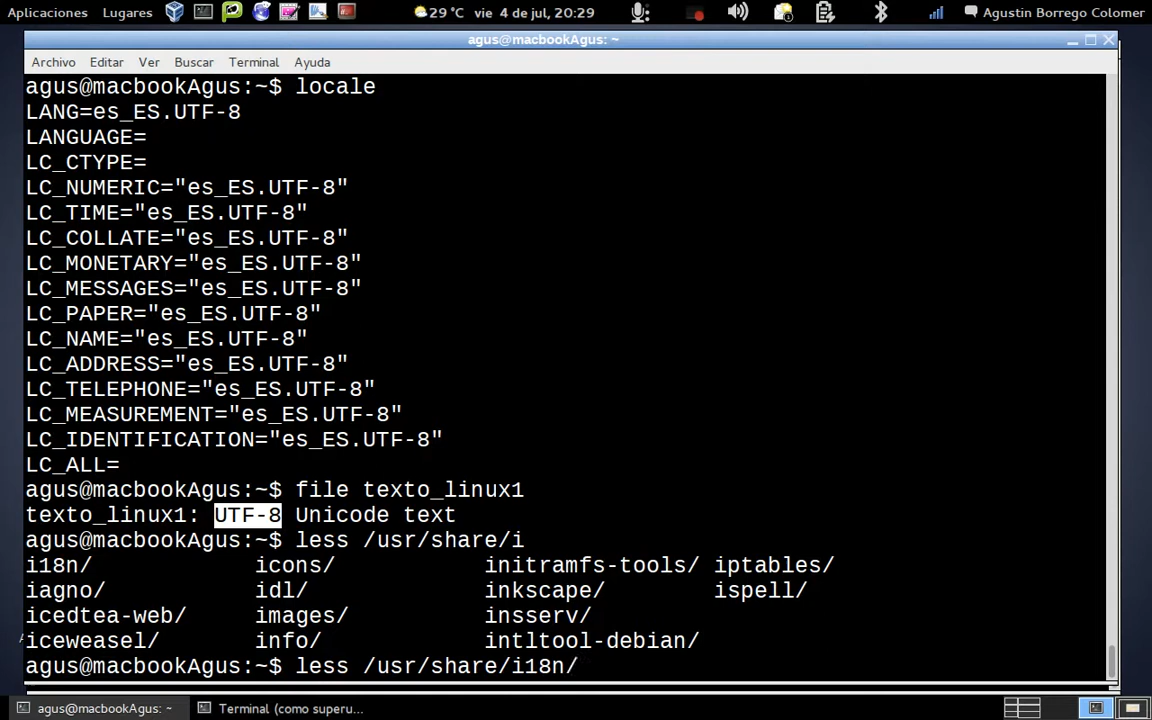 Aplicaciones Lugares 29 °C vie 4 de jul, 20:29 Agustin Borrego Colomer
agus@macbookAgus: ~
Archivo Editar Ver Buscar Terminal Ayuda
agus@macbookAgus:~$ locale
LANG=es_ES.UTF-8
LANGUAGE=
LC_CTYPE=
LC_NUMERIC="es_ES.UTF-8"
LC_TIME="es_ES.UTF-8"
LC_COLLATE="es_ES.UTF-8"
LC_MONETARY="es_ES.UTF-8"
LC_MESSAGES="es_ES.UTF-8"
LC_PAPER="es_ES.UTF-8"
LC_NAME="es_ES.UTF-8"
LC_ADDRESS="es_ES.UTF-8"
LC_TELEPHONE="es_ES.UTF-8"
LC_MEASUREMENT="es_ES.UTF-8"
LC_IDENTIFICATION="es_ES.UTF-8"
LC_ALL=
agus@macbookAgus:~$ file texto_linux1
texto_linux1: UTF-8 Unicode text
agus@macbookAgus:~$ less /usr/share/i
i18n/ icons/ initramfs-tools/ iptables/
iagno/ idl/ inkscape/ ispell/
icedtea-web/ images/ insserv/
iceweasel/ info/ intltool-debian/
agus@macbookAgus:~$ less /usr/share/i18n/
agus@macbookAgus: ~ Terminal (como superu...